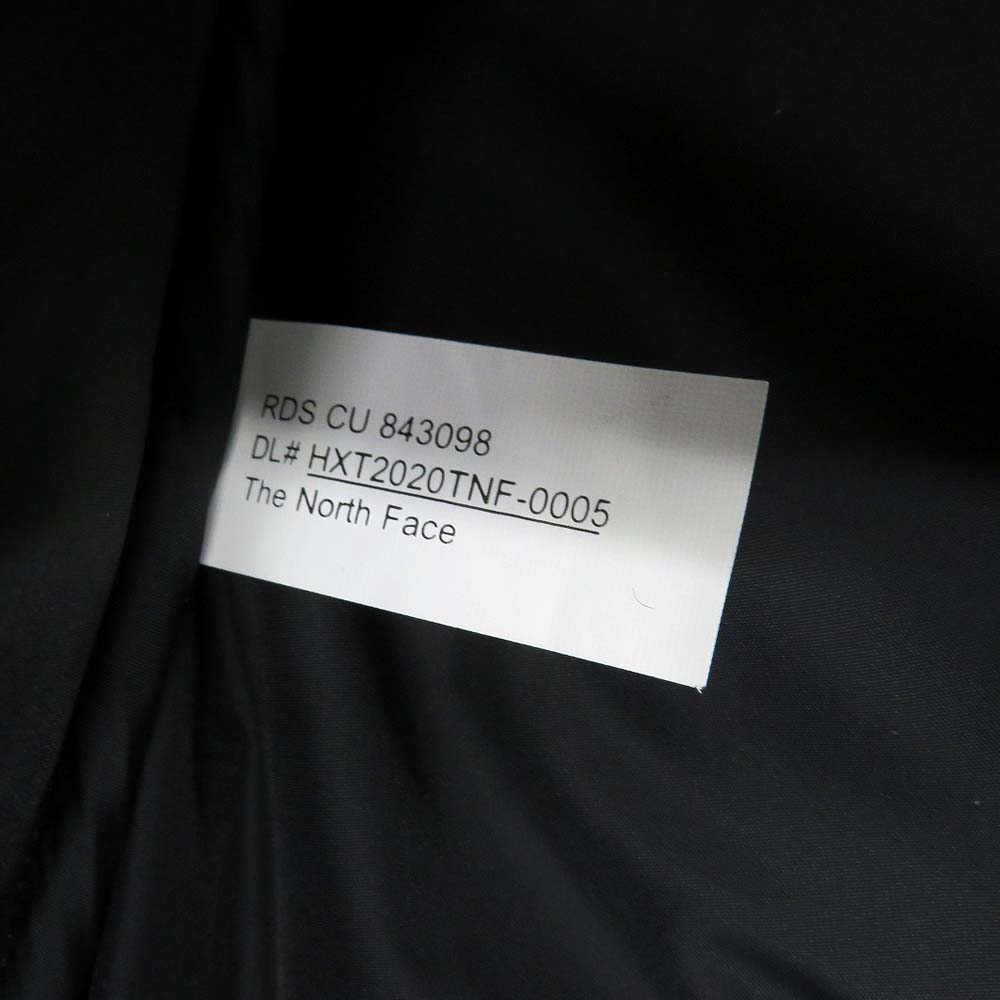 RDS CU 843098
DL# HXT2020TNF-0005
The North Face